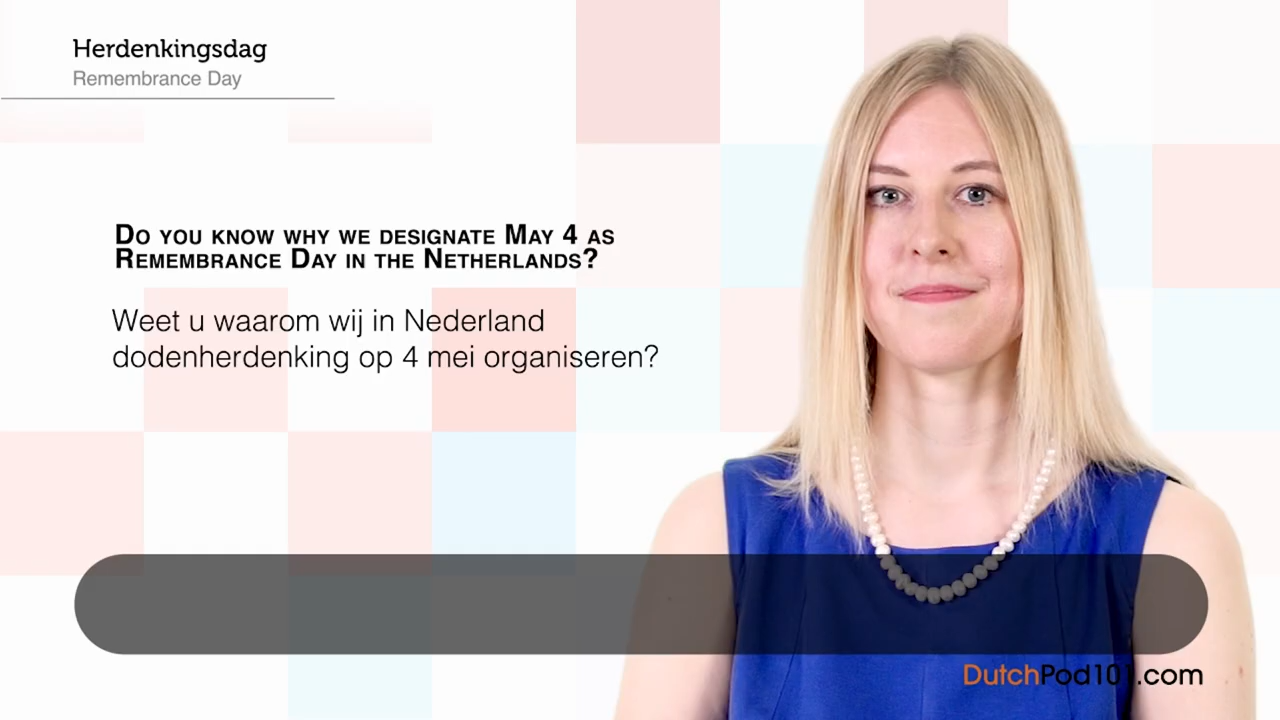 Herdenkingsdag
Remembrance Day
Do you know why we designate May 4 as
Remembrance Day in the Netherlands?
Weet u waarom wij in Nederland
dodenherdenking op 4 mei organiseren?
DutchPod101.com